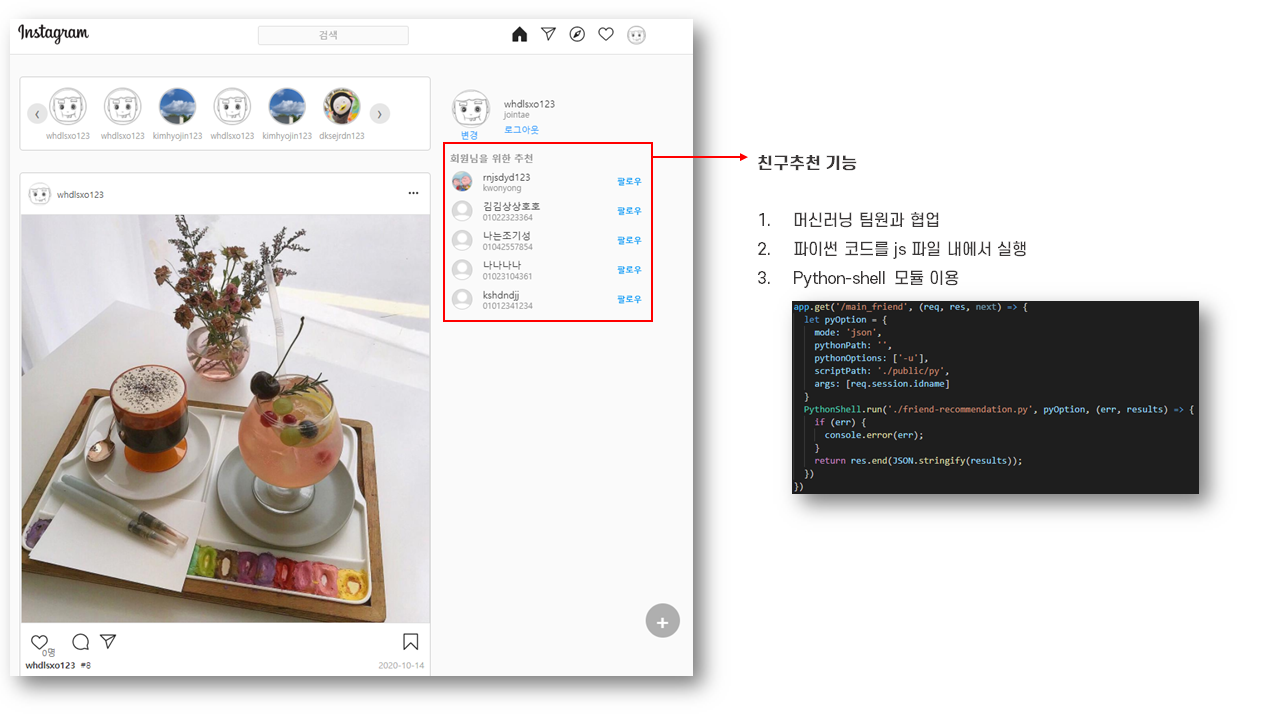 Instagram
검색
whdlsxo123 whdlsxo123 kimhyojin123 whdlsxo123 kimhyojin123 dksejrdn123
whdlsxo123
jointae
변경 로그아웃
회원님을 위한 추천
rnjsdyd123
kwonyong
팔로우
김김상상호호
01022323364
팔로우
나는조기성
01042557854
팔로우
나나나나
01023104361
팔로우
kshdndjj
01012341234
팔로우
whdlsxo123
0명
whdlsxo123 #8
2020-10-14
친구추천 기능
1. 머신러닝 팀원과 협업
2. 파이썬 코드를 js 파일 내에서 실행
3. Python-shell 모듈 이용
app.get('/main_friend', (req, res, next) => {
let pyOption = {
mode: 'json',
pythonPath: '',
pythonOptions: ['-u'],
scriptPath: './public/py',
args: [req.session.idname]
}
PythonShell.run('./friend-recommendation.py', pyOption, (err, results) => {
if (err) {
console.error(err);
}
return res.end(JSON.stringify(results));
})
})